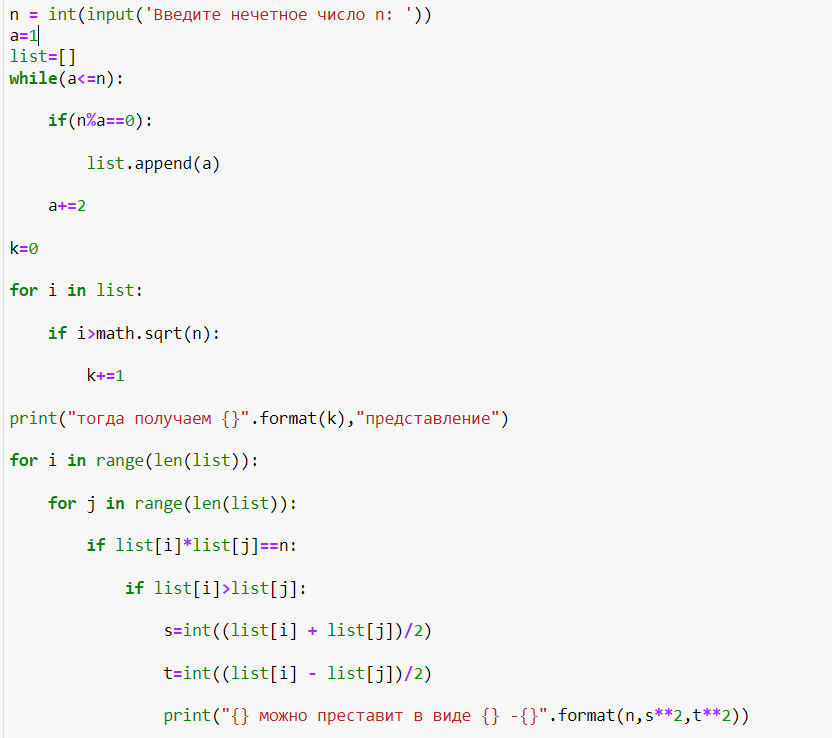 n = int(input('Введите нечетное число n: '))
a=1
list=[]
while(a<=n):
    if(n%a==0):
        list.append(a)
    a+=2
k=0
for i in list:
    if i>math.sqrt(n):
        k+=1
print("тогда получаем {}".format(k),"представление")
for i in range(len(list)):
    for j in range(len(list)):
        if list[i]*list[j]==n:
            if list[i]>list[j]:
                s=int((list[i] + list[j])/2)
                t=int((list[i] - list[j])/2)
                print("{} можно преставит в виде {} -{}".format(n,s**2,t**2))